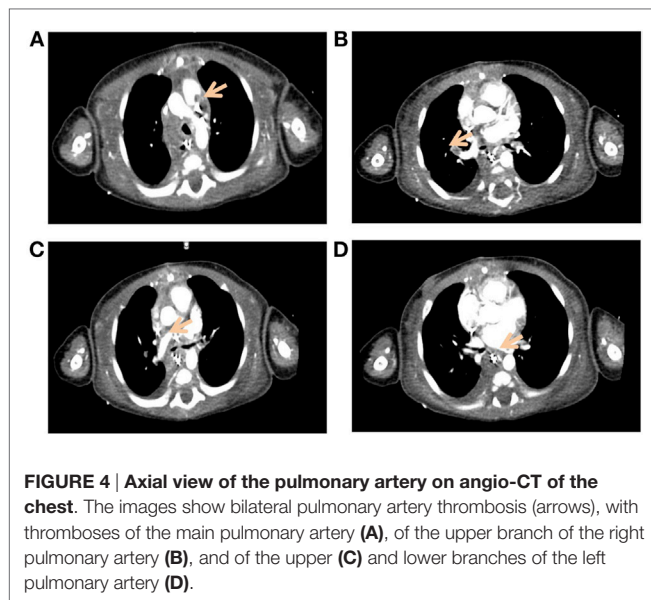 A
B
C
D
FIGURE 4 | Axial view of the pulmonary artery on angio-CT of the
chest. The images show bilateral pulmonary artery thrombosis (arrows), with
thromboses of the main pulmonary artery (A), of the upper branch of the right
pulmonary artery (B), and of the upper (C) and lower branches of the left
pulmonary artery (D).